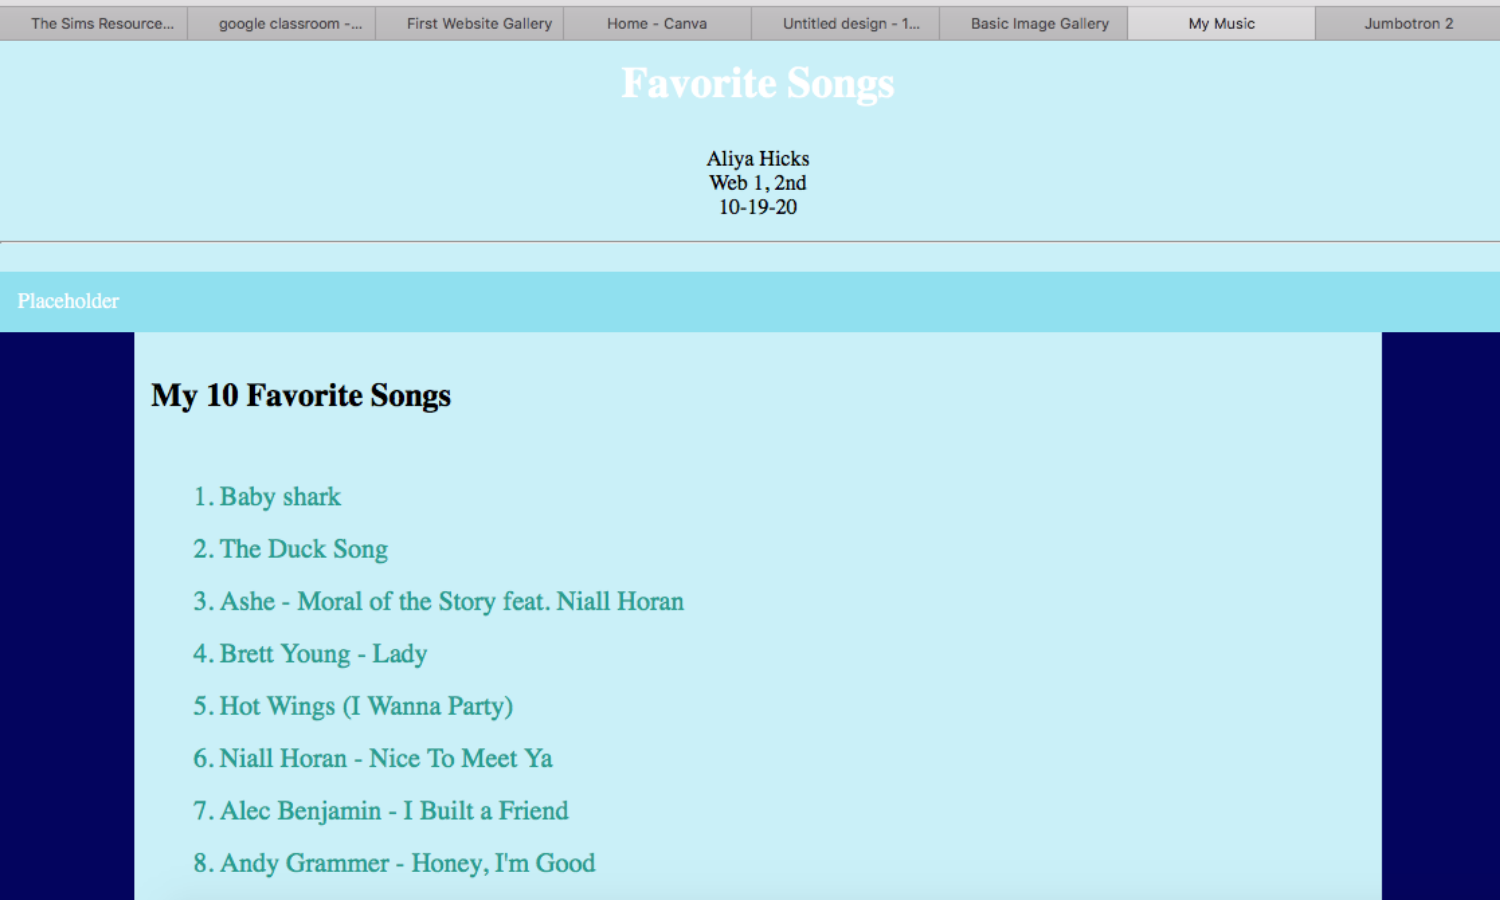 The Sims Resource...
google classroom -...
First Website Gallery
Home - Canva
Untitled design - 1...
Basic Image Gallery
My Music
Jumbotron 2
Favorite Songs
Aliya Hicks
Web 1, 2nd
10-19-20
Placeholder
My 10 Favorite Songs
1. Baby shark
2. The Duck Song
3. Ashe - Moral of the Story feat. Niall Horan
4. Brett Young - Lady
5. Hot Wings (I Wanna Party)
6. Niall Horan - Nice To Meet Ya
7. Alec Benjamin - I Built a Friend
8. Andy Grammer - Honey, I'm Good